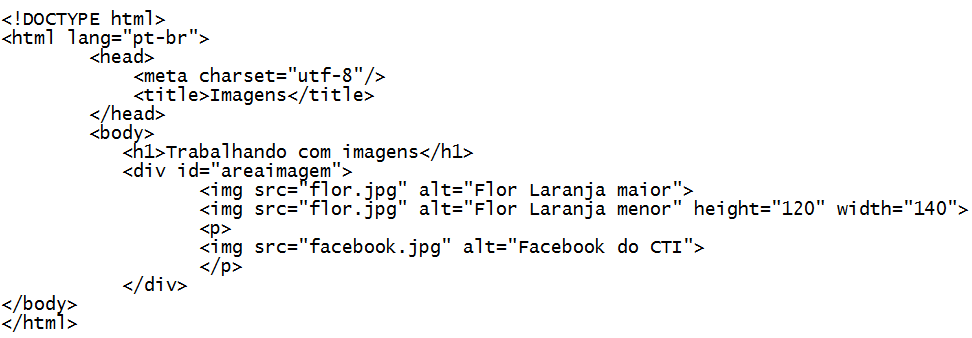 <!DOCTYPE html>
<html lang="pt-br">
<head>
<meta charset="utf-8"/>
<title>Imagens</title>
</head>
<body>
<h1>Trabalhando com imagens</h1>
<div id="areaimagem">
<img src="flor.jpg" alt="Flor Laranja maior">
<img src="flor.jpg" alt="Flor Laranja menor" height="120" width="140">
<p>
<img src="facebook.jpg" alt="Facebook do CTI">
</p>
</div>
</body>
</html>